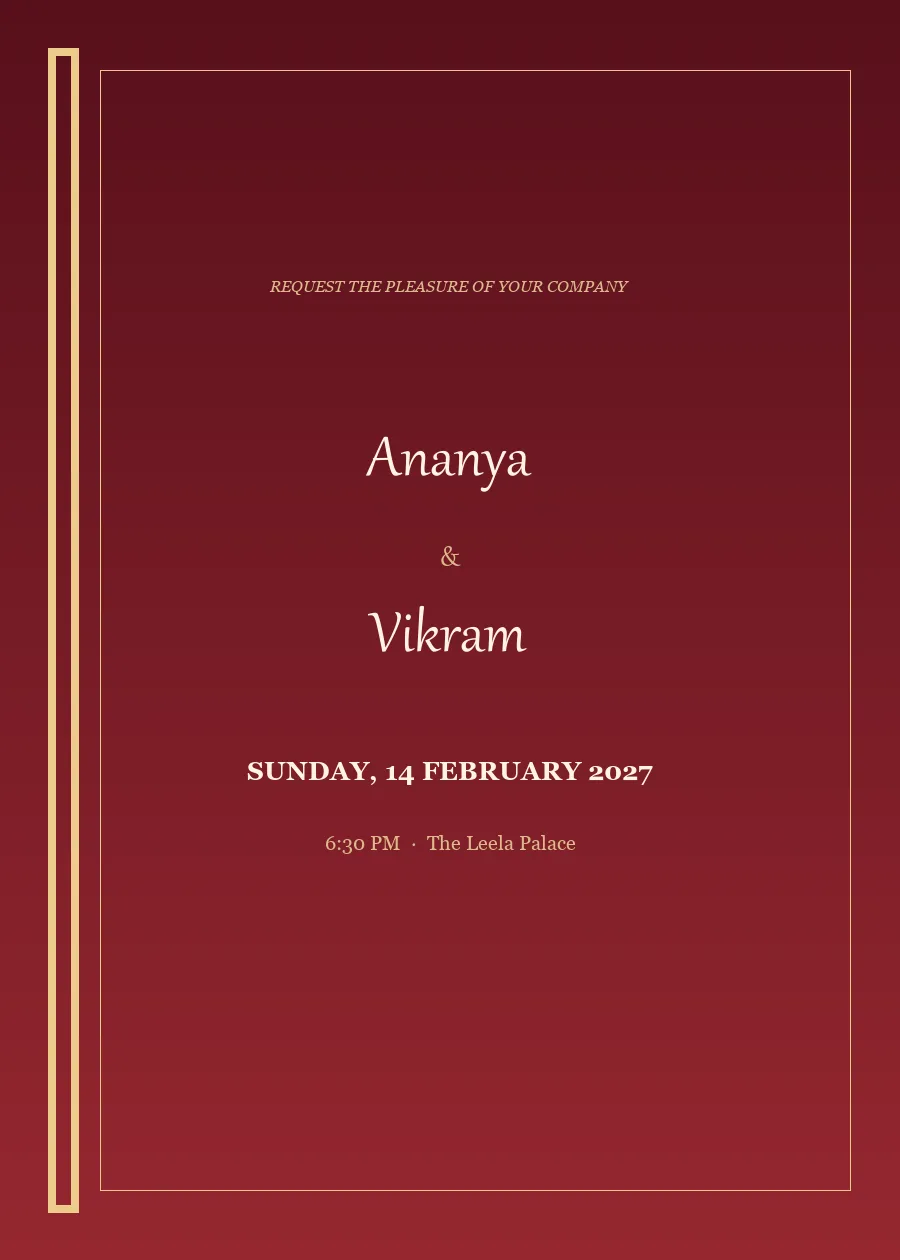 REQUEST THE PLEASURE OF YOUR COMPANY
Ananya
&
Vikram
SUNDAY, 14 FEBRUARY 2027
6:30 PM · The Leela Palace